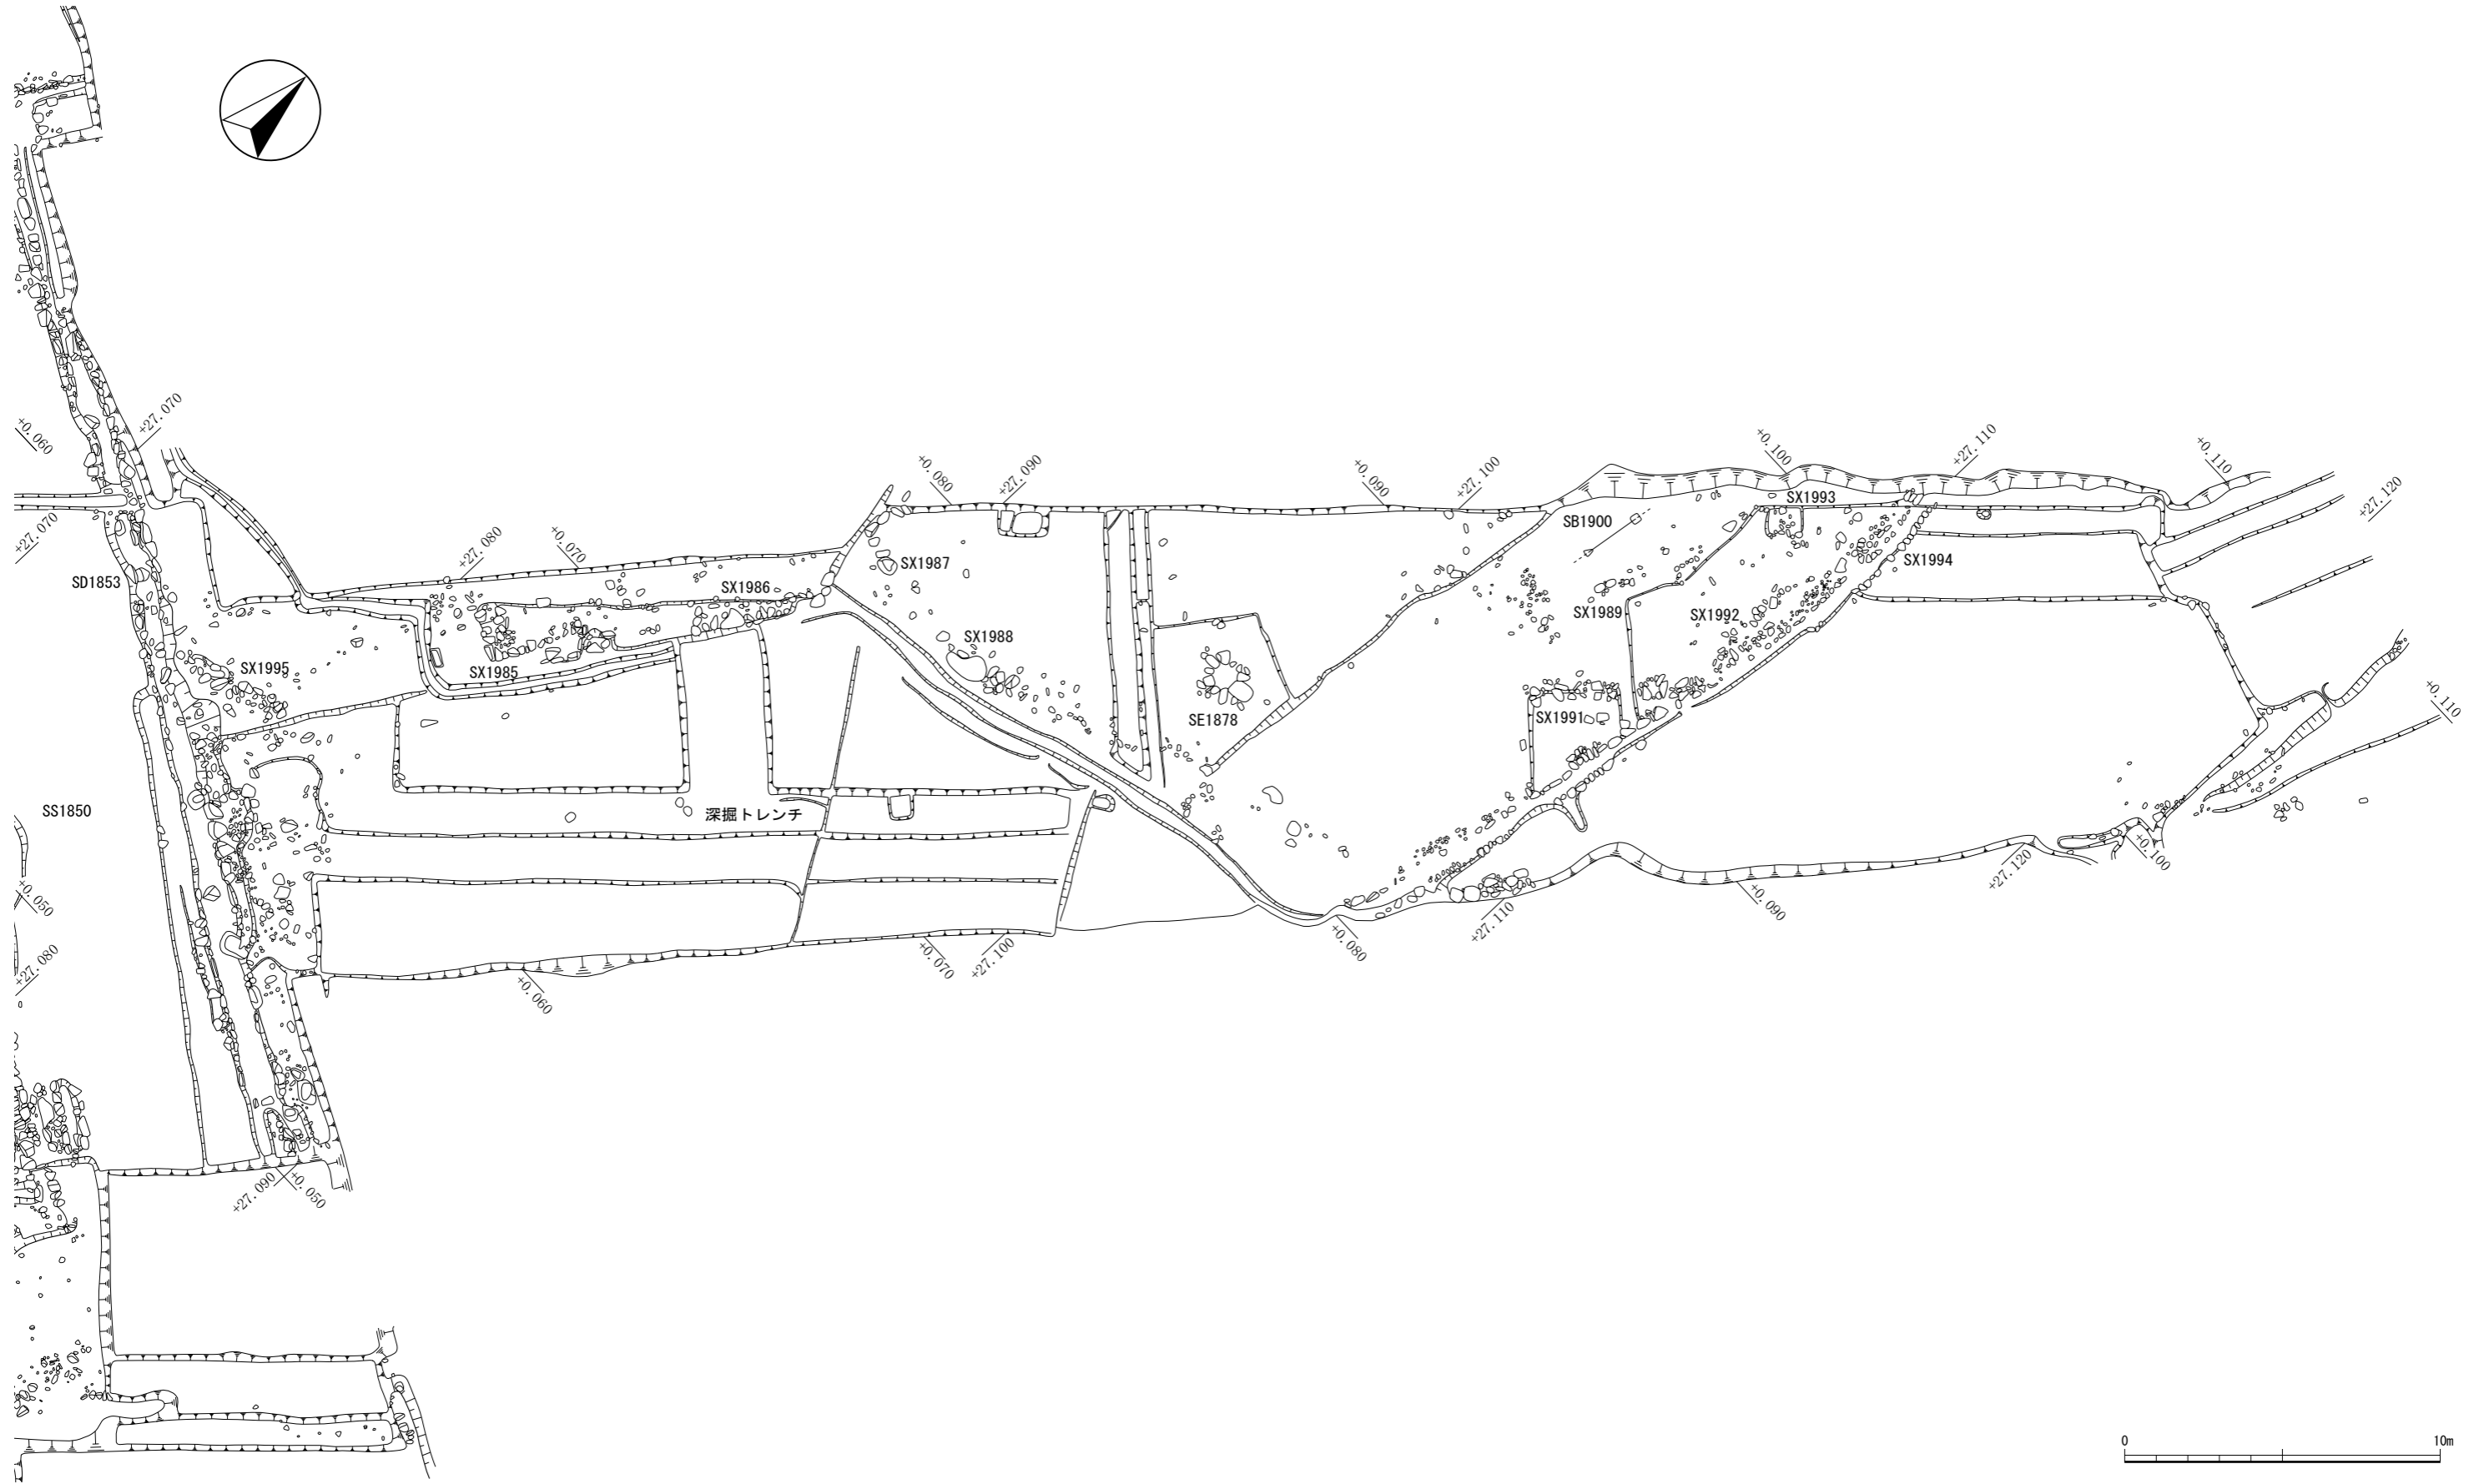 +27.070
+0.060
+27.070
+0.080
+27.090
+0.090
+27.100
+0.100
+27.110
+0.110
+27.120
SX1993
SB1900
+27.080
+0.070
SX1987
SX1994
SD1853
SX1986
SX1989
SX1992
SX1988
SX1995
SX1985
SE1878
SX1991
+0.110
SS1850
深掘トレンチ
+0.050
+27.080
+0.060
+0.070
+27.100
+0.080
+27.110
+0.090
+27.120
+0.100
+27.090
+0.050
0 10m